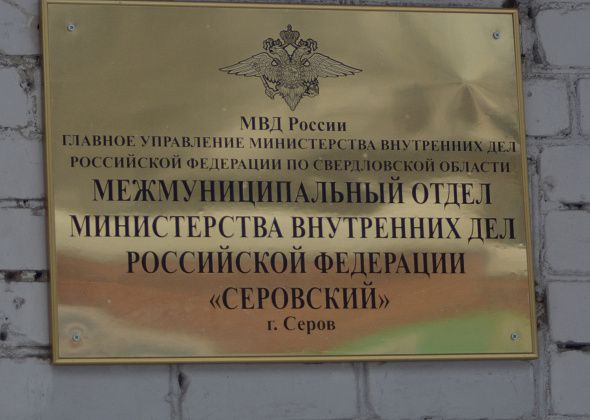 МВД России
ГЛАВНОЕ УПРАВЛЕНИЕ МИНИСТЕРСТВА ВНУТРЕННИХ ДЕЛ
РОССИЙСКОЙ ФЕДЕРАЦИИ ПО СВЕРДЛОВСКОЙ ОБЛАСТИ
МЕЖМУНИЦИПАЛЬНЫЙ ОТДЕЛ
МИНИСТЕРСТВА ВНУТРЕННИХ ДЕЛ
РОССИЙСКОЙ ФЕДЕРАЦИИ
«СЕРОВСКИЙ»
г. Серов